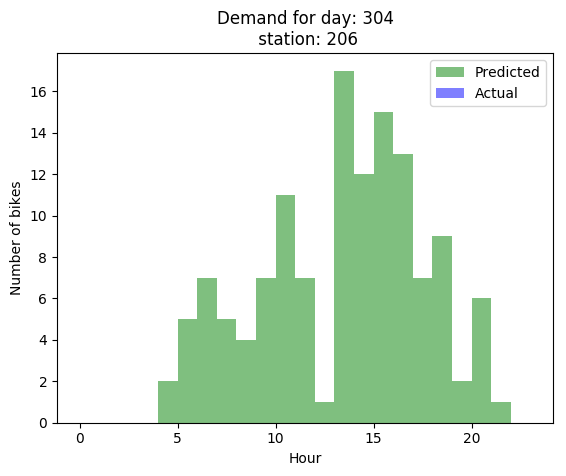 Demand for day: 304
station: 206
Predicted
Actual
Number of bikes
16
14
12
10
8
6
4
2
0
0 5 10 15 20
Hour